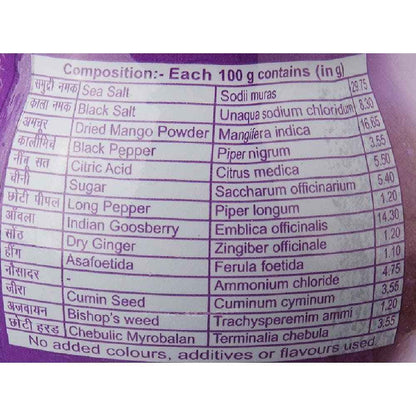 Composition:- Each 100 g contains (in g)
समुद्री नमक Sea Salt Sodii muras 29.75
काला नमक Black Salt Unaqua sodium chloridum 8.30
अमचूर Dried Mango Powder Mangifera indica 16.65
कालीमिर्च Black Pepper Piper nigrum 3.55
नींबू सत Citric Acid Citrus medica 5.50
चीनी Sugar Saccharum officinarium 5.40
छोटी पीपल Long Pepper Piper longum 1.20
आंवला Indian Gooseberry Emblica officinalis 14.30
सोंठ Dry Ginger Zingiber officinale 1.20
हींग Asafoetida Ferula foetida 1.10
नौसादर - Ammonium chloride 4.75
जीरा Cumin Seed Cuminum cyminum 3.55
अजवायन Bishop's weed Trachysperemim ammi 1.20
छोटी हरड़ Chebulic Myrobalan Terminalia chebula 3.55
No added colours, additives or flavours used.